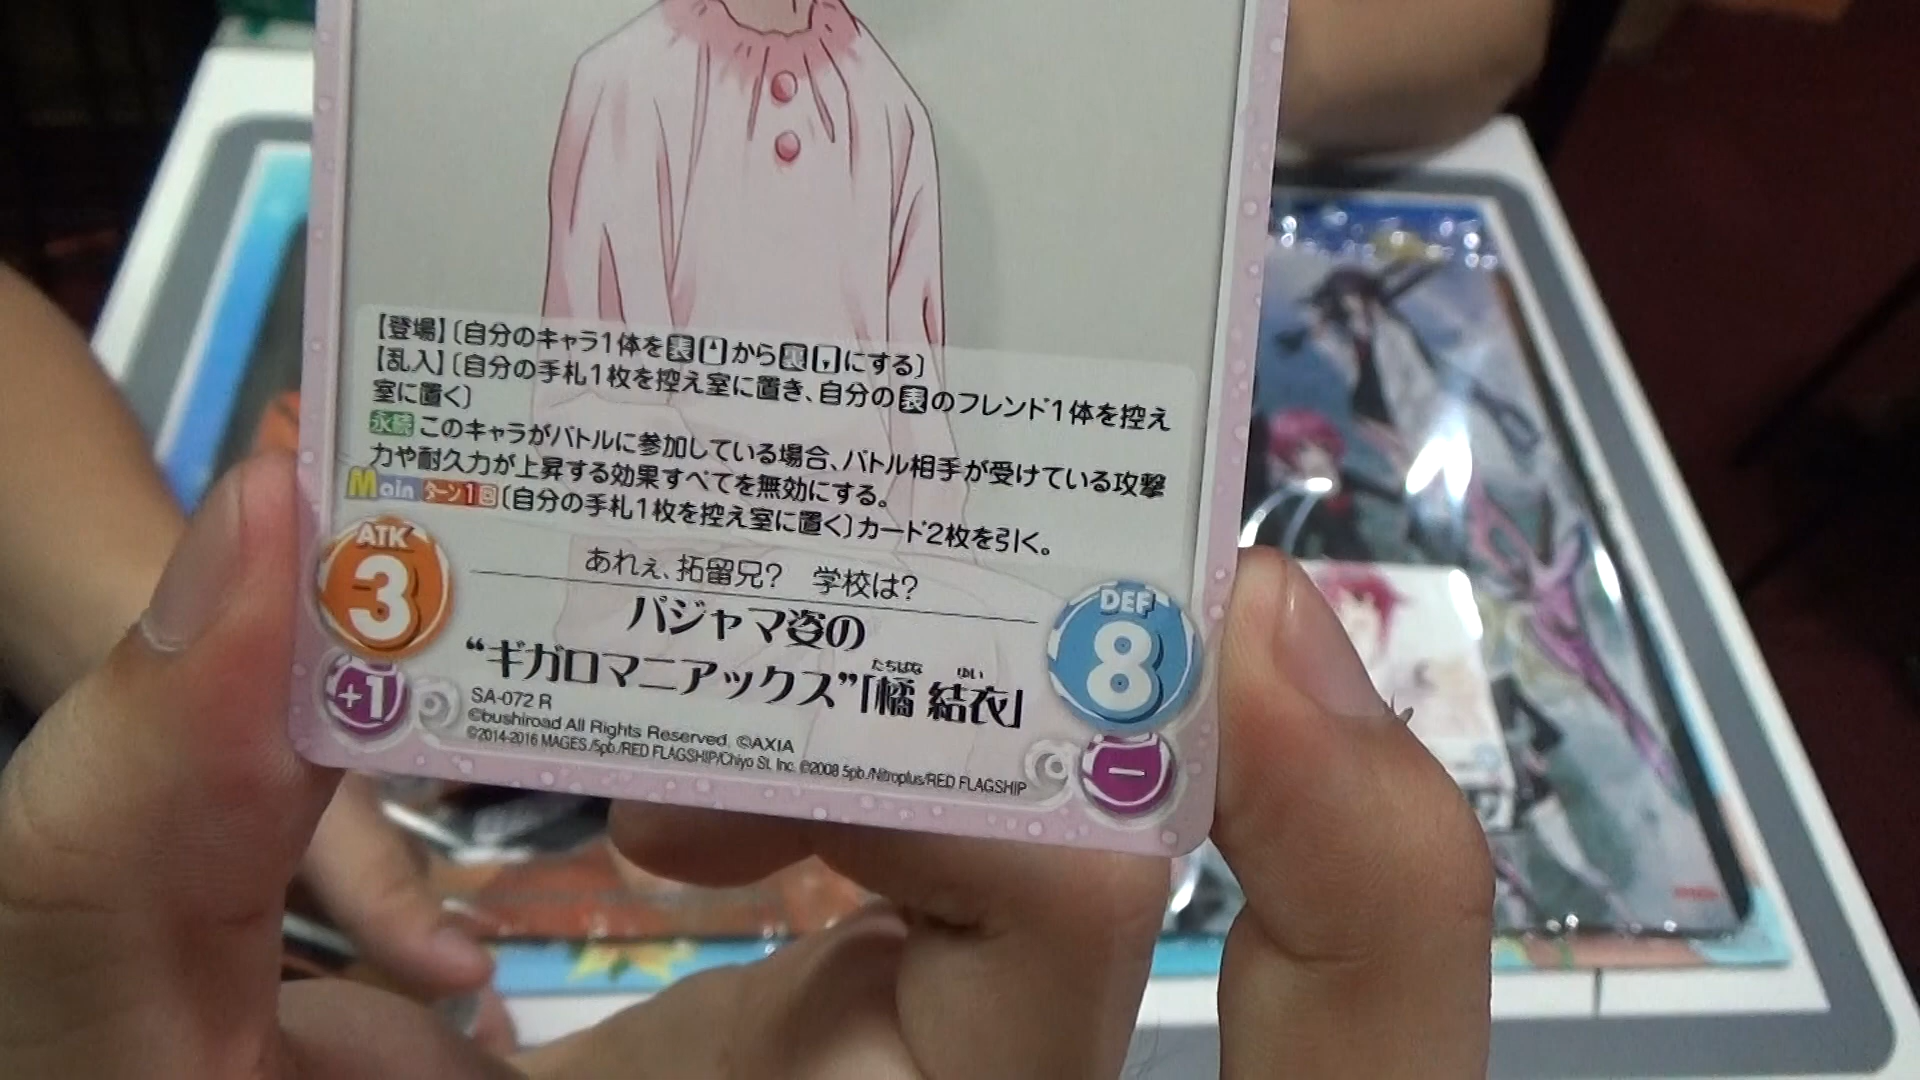 【登場】〔自分のキャラ1体を表から裏にする〕
【乱入】〔自分の手札1枚を控え室に置き、自分の表のフレンド1体を控え
室に置く〕
永続 このキャラがバトルに参加している場合、バトル相手が受けている攻撃
力や耐久力が上昇する効果すべてを無効にする。
Main ターン1回〔自分の手札1枚を控え室に置く〕カード2枚を引く。
ATK
3
あれぇ、拓留兄? 学校は?
DEF
8
パジャマ姿の
“ギガロマニアックス”「橘 結衣」
たちばな ゆい
+1
SA-072 R
©bushiroad All Rights Reserved. ©AXIA
©2014-2016 MAGES./5pb./RED FLAGSHIP/Chiyo St. Inc. ©2008 5pb./Nitroplus/RED FLAGSHIP
−